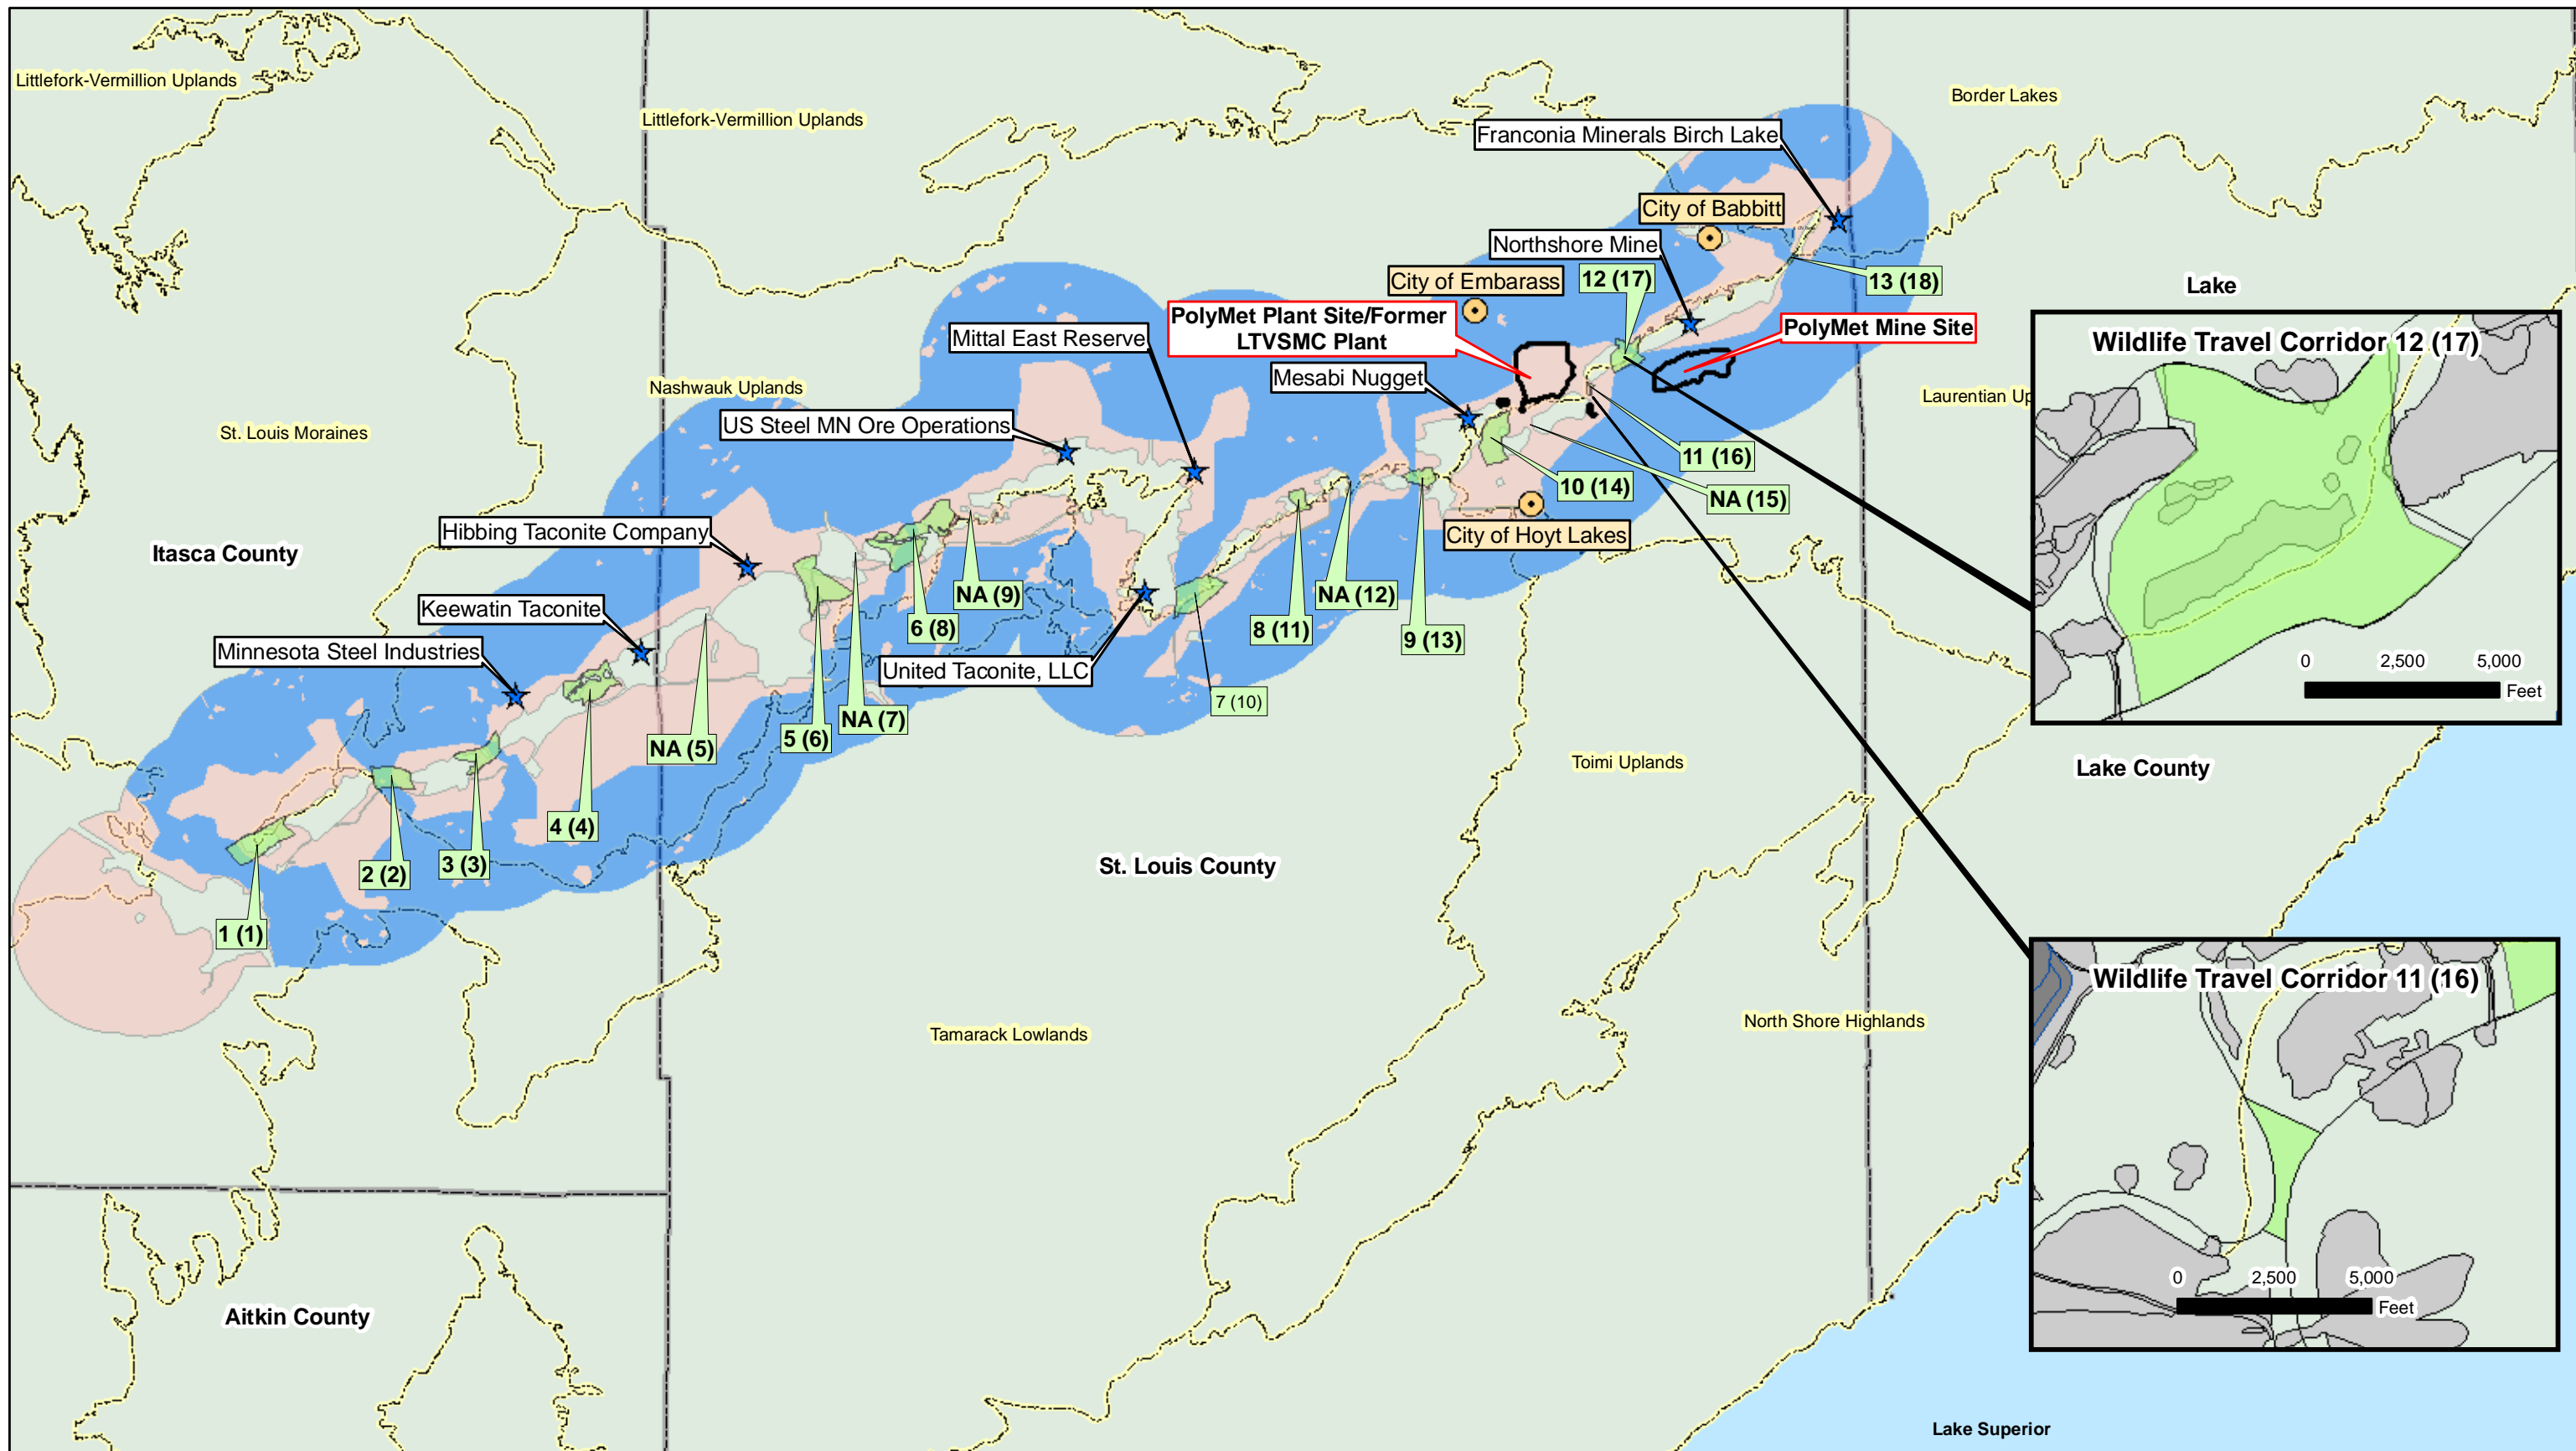 Littlefork-Vermillion Uplands
Littlefork-Vermillion Uplands
Border Lakes
Franconia Minerals Birch Lake
City of Babbitt
Northshore Mine
City of Embarass
12 (17)
13 (18)
Lake
PolyMet Plant Site/Former
LTVSMC Plant
PolyMet Mine Site
Mittal East Reserve
Mesabi Nugget
Nashwauk Uplands
Laurentian Up
US Steel MN Ore Operations
St. Louis Moraines
11 (16)
10 (14)
NA (15)
City of Hoyt Lakes
Hibbing Taconite Company
Itasca County
NA (9)
NA (12)
6 (8)
8 (11)
9 (13)
Keewatin Taconite
Minnesota Steel Industries
United Taconite, LLC
7 (10)
NA (7)
5 (6)
NA (5)
4 (4)
3 (3)
2 (2)
1 (1)
Wildlife Travel Corridor 12 (17)
0 2,500 5,000
Feet
Toimi Uplands
Lake County
St. Louis County
Wildlife Travel Corridor 11 (16)
0 2,500 5,000
Feet
North Shore Highlands
Tamarack Lowlands
Aitkin County
Lake Superior